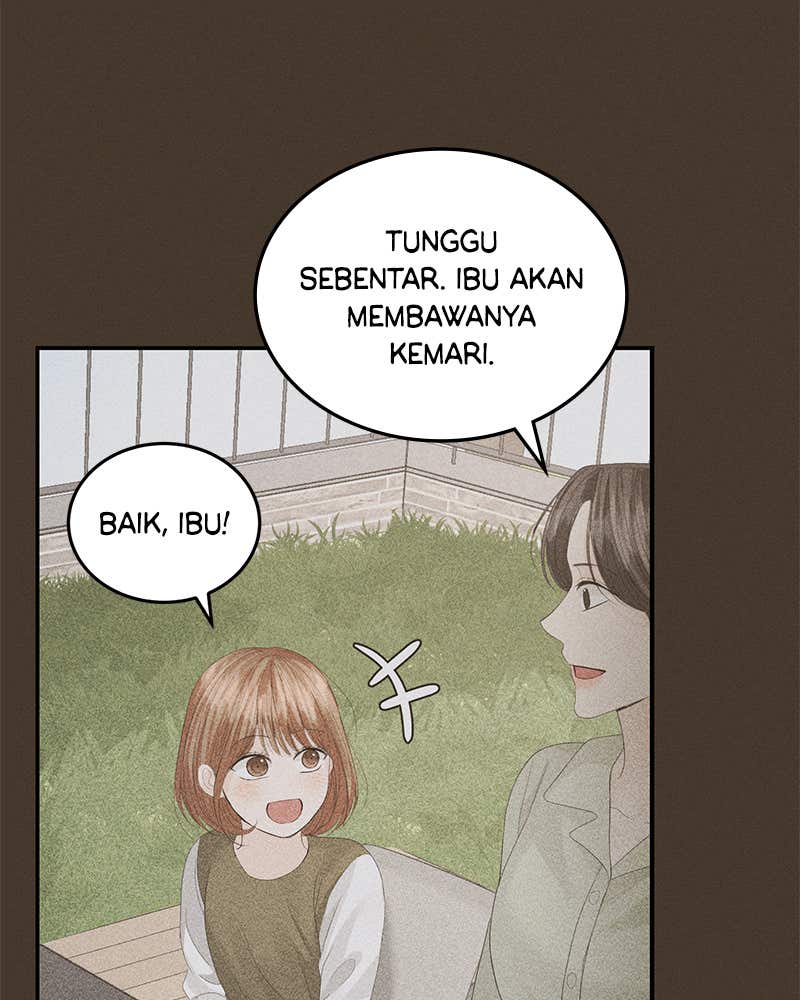 TUNGGU
SEBENTAR. IBU AKAN
MEMBAWANYA
KEMARI.
BAIK, IBU!